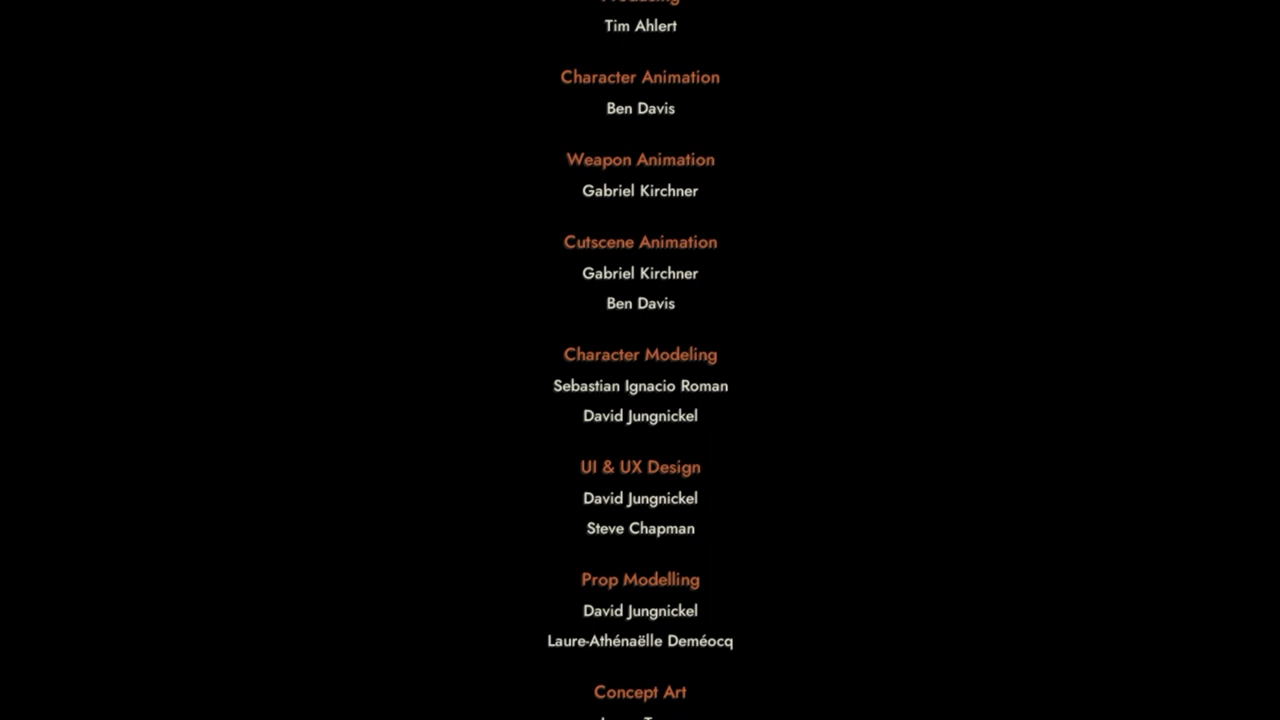 Tim Ahlert
Character Animation
Ben Davis
Weapon Animation
Gabriel Kirchner
Cutscene Animation
Gabriel Kirchner
Ben Davis
Character Modeling
Sebastian Ignacio Roman
David Jungnickel
UI & UX Design
David Jungnickel
Steve Chapman
Prop Modelling
David Jungnickel
Laure-Athénaëlle Deméocq
Concept Art